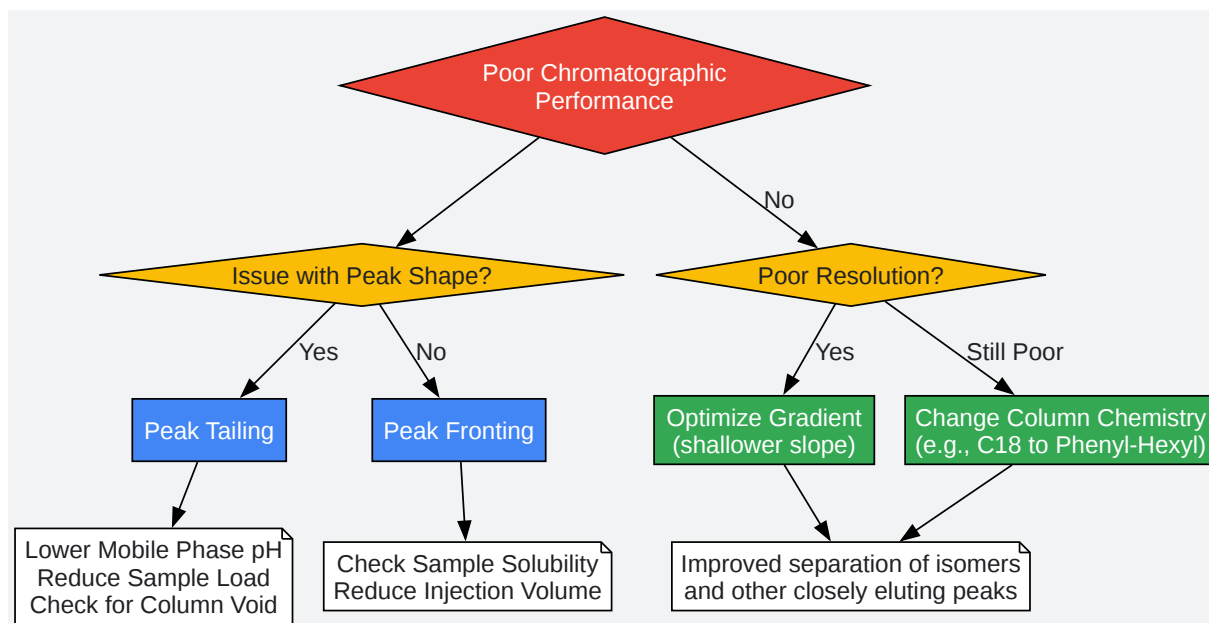 Poor Chromatographic
Performance
No
Issue with Peak Shape?
Poor Resolution?
Yes
No
Yes
Still Poor
Peak Tailing
Peak Fronting
Optimize Gradient
(shallower slope)
Change Column Chemistry
(e.g., C18 to Phenyl-Hexyl)
Lower Mobile Phase pH
Reduce Sample Load
Check for Column Void
Check Sample Solubility
Reduce Injection Volume
Improved separation of isomers
and other closely eluting peaks